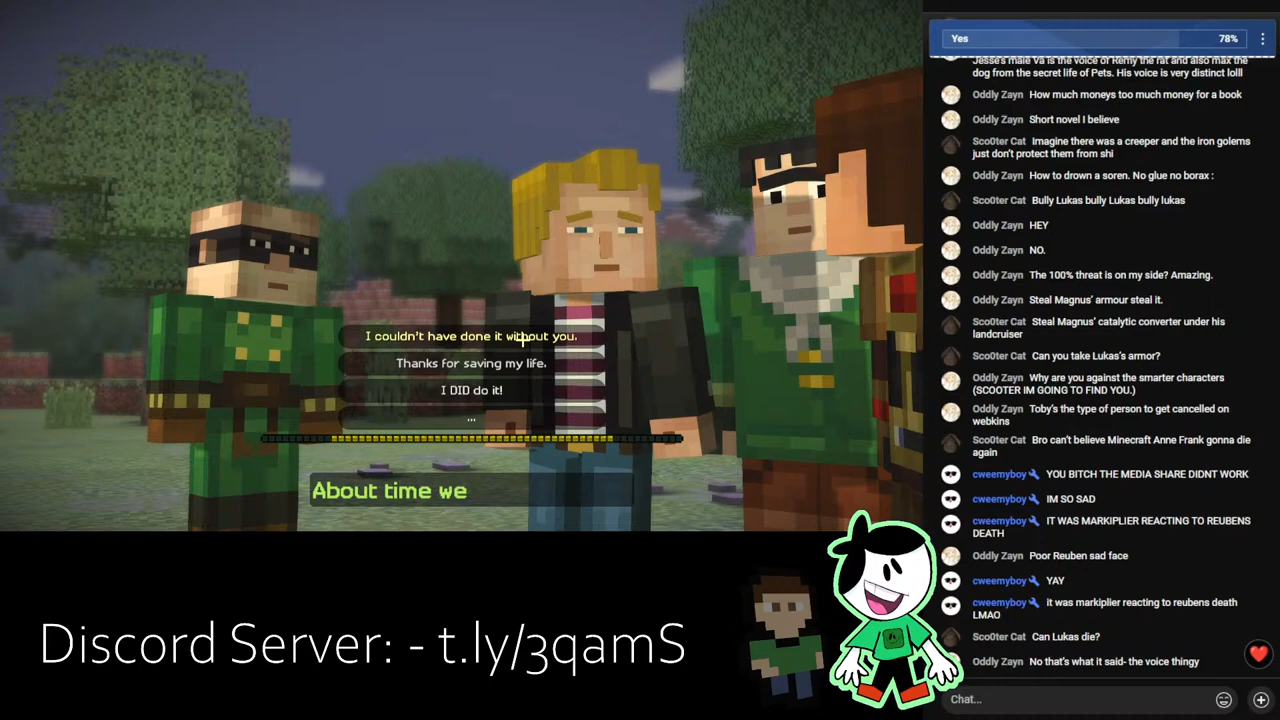 I couldn't have done it without you.
Thanks for saving my life.
I DID do it!
...
About time we
Discord Server: - t.ly/3qamS
Yes 78%
Jesse's male Va is the voice of Remy the rat and also max the
dog from the secret life of Pets. His voice is very distinct lolll
Oddly Zayn How much moneys too much money for a book
Oddly Zayn Short novel I believe
Sco0ter Cat Imagine there was a creeper and the iron golems
just don't protect them from shi
Oddly Zayn How to drown a soren. No glue no borax :
Sco0ter Cat Bully Lukas bully Lukas bully lukas
Oddly Zayn HEY
Oddly Zayn NO.
Oddly Zayn The 100% threat is on my side? Amazing.
Oddly Zayn Steal Magnus' armour steal it.
Sco0ter Cat Steal Magnus' catalytic converter under his
landcruiser
Sco0ter Cat Can you take Lukas's armor?
Oddly Zayn Why are you against the smarter characters
(SCOOTER IM GOING TO FIND YOU.)
Oddly Zayn Toby's the type of person to get cancelled on
webkins
Sco0ter Cat Bro can't believe Minecraft Anne Frank gonna die
again
cweemyboy YOU BITCH THE MEDIA SHARE DIDNT WORK
cweemyboy IM SO SAD
cweemyboy IT WAS MARKIPLIER REACTING TO REUBENS
DEATH
Oddly Zayn Poor Reuben sad face
cweemyboy YAY
cweemyboy it was markiplier reacting to reubens death
LMAO
Sco0ter Cat Can Lukas die?
Oddly Zayn No that's what it said- the voice thingy
Chat...